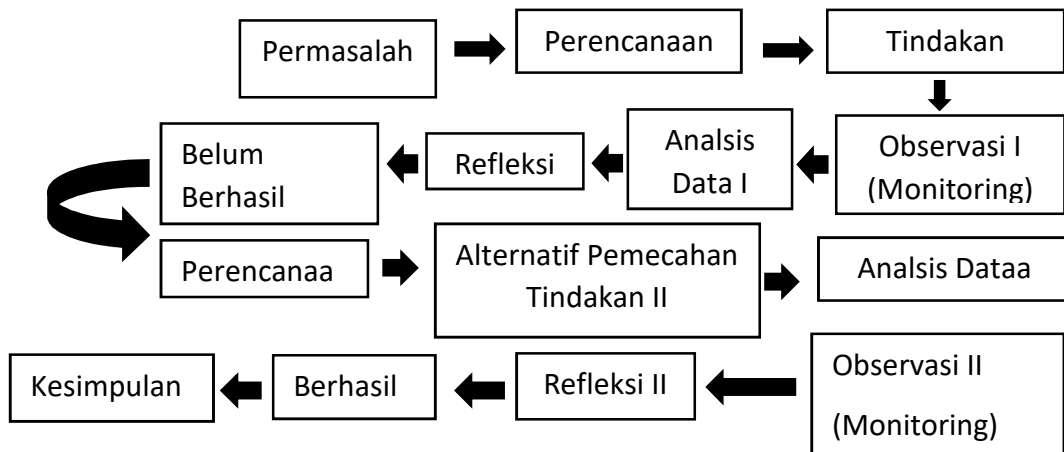 Permasalah
Perencanaan
Tindakan
Observasi I
(Monitoring)
Analsis
Data I
Refleksi
Belum
Berhasil
Perencanaa
Alternatif Pemecahan
Tindakan II
Analsis Dataa
Observasi II
(Monitoring)
Refleksi II
Berhasil
Kesimpulan